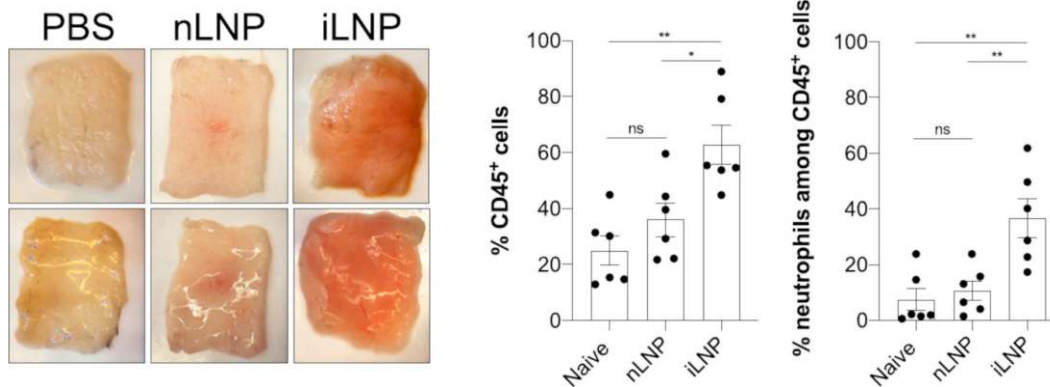 PBS nLNP iLNP
% CD45+ cells
100
80
60
40
20
0
**
*
ns
Naive
nLNP
iLNP
% neutrophils among CD45+ cells
100
80
60
40
20
0
**
**
ns
Naive
nLNP
iLNP